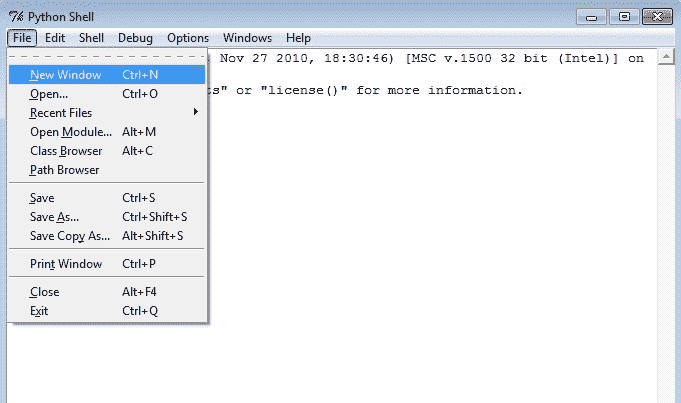 Python Shell
File Edit Shell Debug Options Windows Help
Nov 27 2010, 18:30:46) [MSC v.1500 32 bit (Intel)] on
" or "license()" for more information.
New Window Ctrl+N
Open... Ctrl+O
Recent Files
Open Module... Alt+M
Class Browser Alt+C
Path Browser
Save Ctrl+S
Save As... Ctrl+Shift+S
Save Copy As... Alt+Shift+S
Print Window Ctrl+P
Close Alt+F4
Exit Ctrl+Q